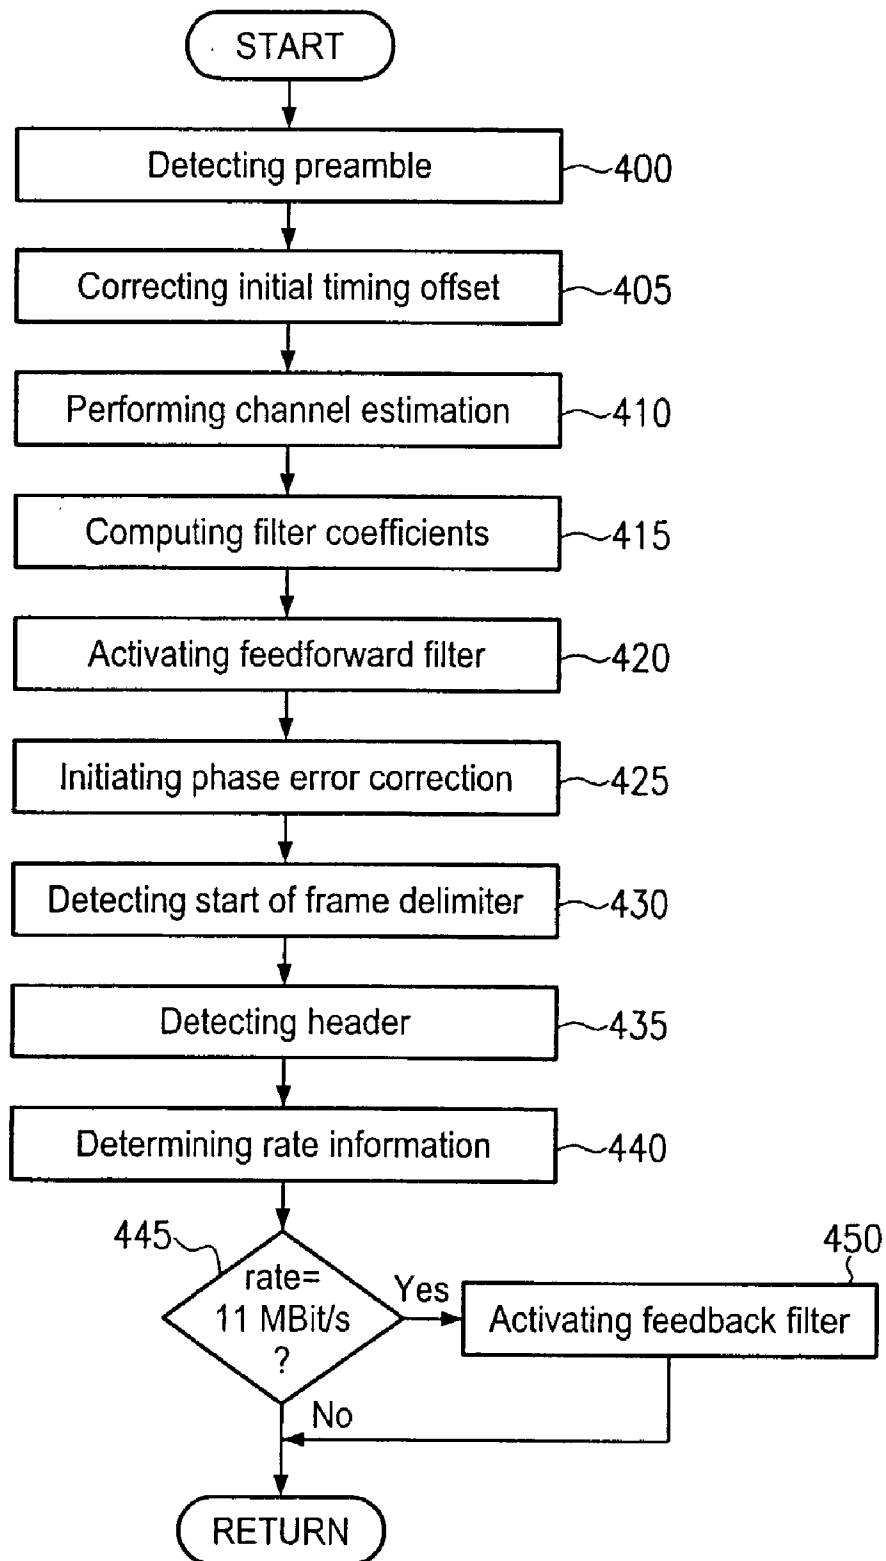 START
Detecting preamble
400
Correcting initial timing offset
405
Performing channel estimation
410
Computing filter coefficients
415
Activating feedforward filter
420
Initiating phase error correction
425
Detecting start of frame delimiter
430
Detecting header
435
Determining rate information
440
445
rate=
11 MBit/s
?
Yes
450
Activating feedback filter
No
RETURN